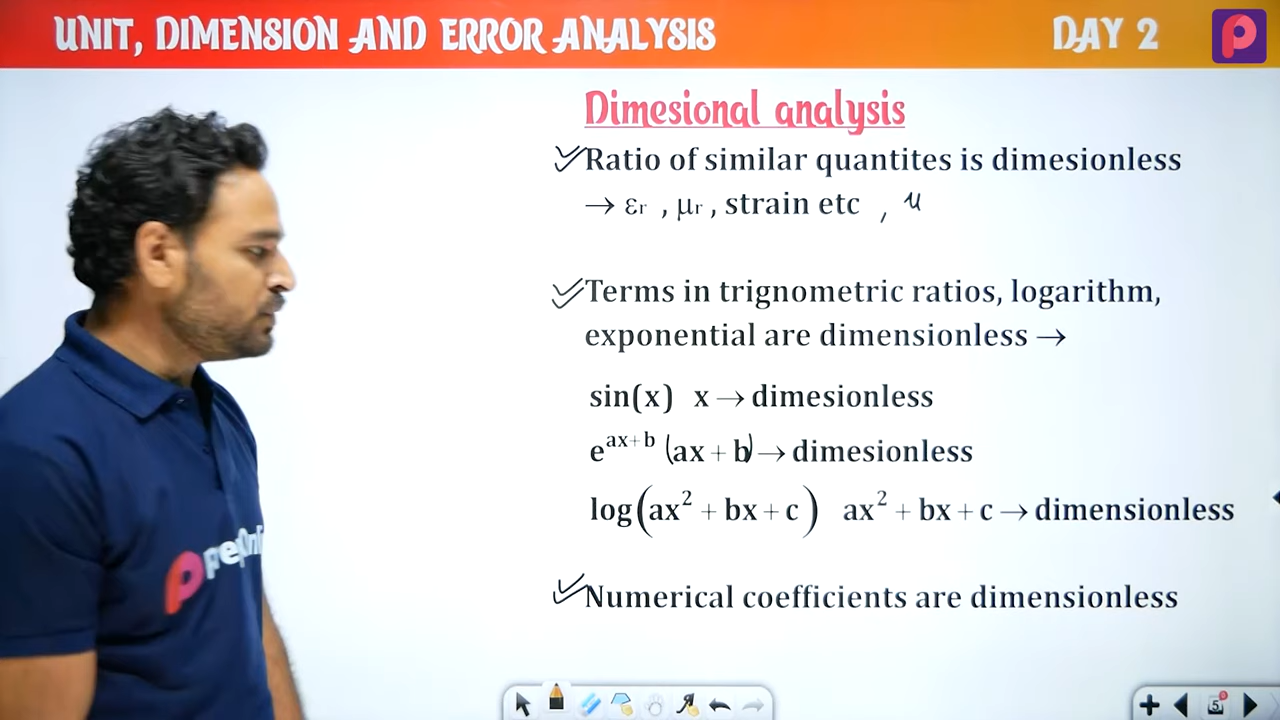 UNIT, DIMENSION AND ERROR ANALYSIS DAY 2
Dimesional analysis
Ratio of similar quantites is dimesionless
→ εr , μr , strain etc , μ
Terms in trignometric ratios, logarithm,
exponential are dimensionless →
sin(x) x → dimesionless
e^ax+b (ax + b) → dimesionless
log(ax² + bx + c) ax² + bx + c → dimensionless
Numerical coefficients are dimensionless
5